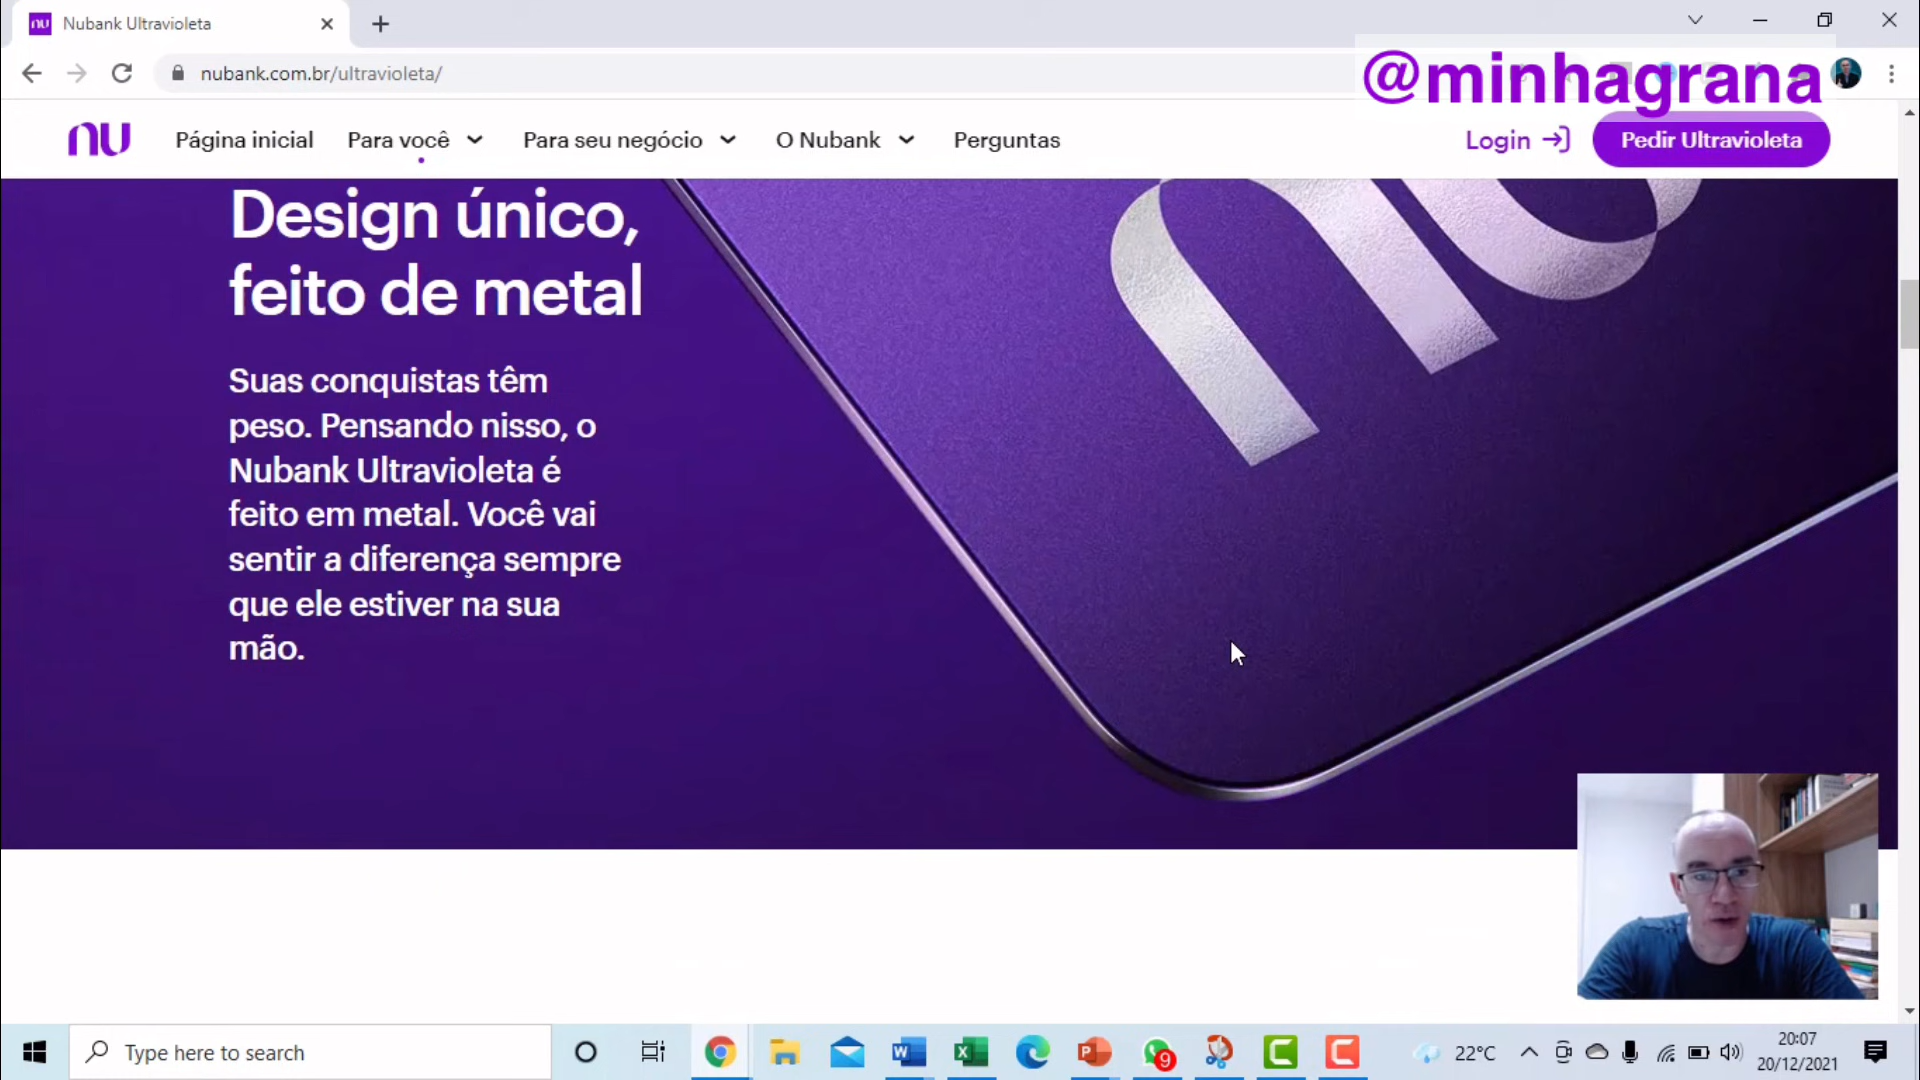 nu Nubank Ultravioleta
nubank.com.br/ultravioleta/
@minhagrana
nu Página inicial Para você Para seu negócio O Nubank Perguntas Login Pedir Ultravioleta
nu
Design único,
feito de metal
Suas conquistas têm
peso. Pensando nisso, o
Nubank Ultravioleta é
feito em metal. Você vai
sentir a diferença sempre
que ele estiver na sua
mão.
Type here to search
9
22°C
20:07
20/12/2021